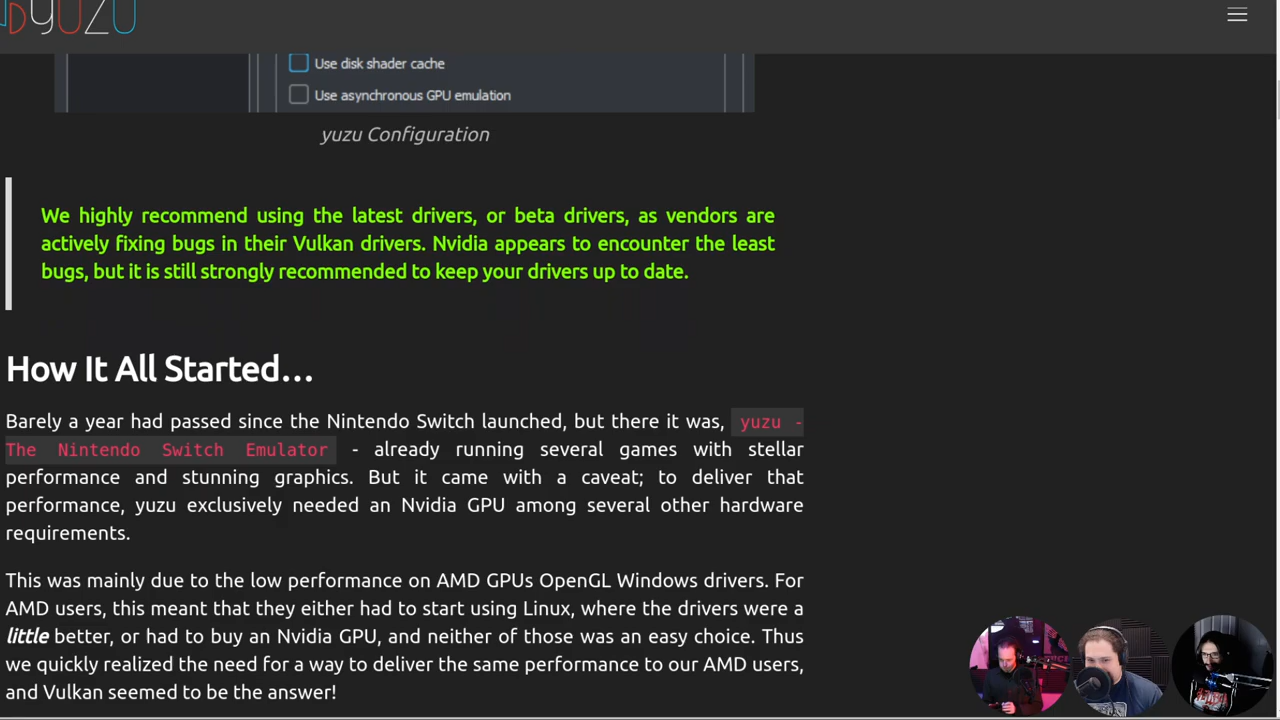 YUZU
Use disk shader cache
Use asynchronous GPU emulation
yuzu Configuration
We highly recommend using the latest drivers, or beta drivers, as vendors are
actively fixing bugs in their Vulkan drivers. Nvidia appears to encounter the least
bugs, but it is still strongly recommended to keep your drivers up to date.
How It All Started...
Barely a year had passed since the Nintendo Switch launched, but there it was, yuzu -
The Nintendo Switch Emulator - already running several games with stellar
performance and stunning graphics. But it came with a caveat; to deliver that
performance, yuzu exclusively needed an Nvidia GPU among several other hardware
requirements.
This was mainly due to the low performance on AMD GPUs OpenGL Windows drivers. For
AMD users, this meant that they either had to start using Linux, where the drivers were a
little better, or had to buy an Nvidia GPU, and neither of those was an easy choice. Thus
we quickly realized the need for a way to deliver the same performance to our AMD users,
and Vulkan seemed to be the answer!